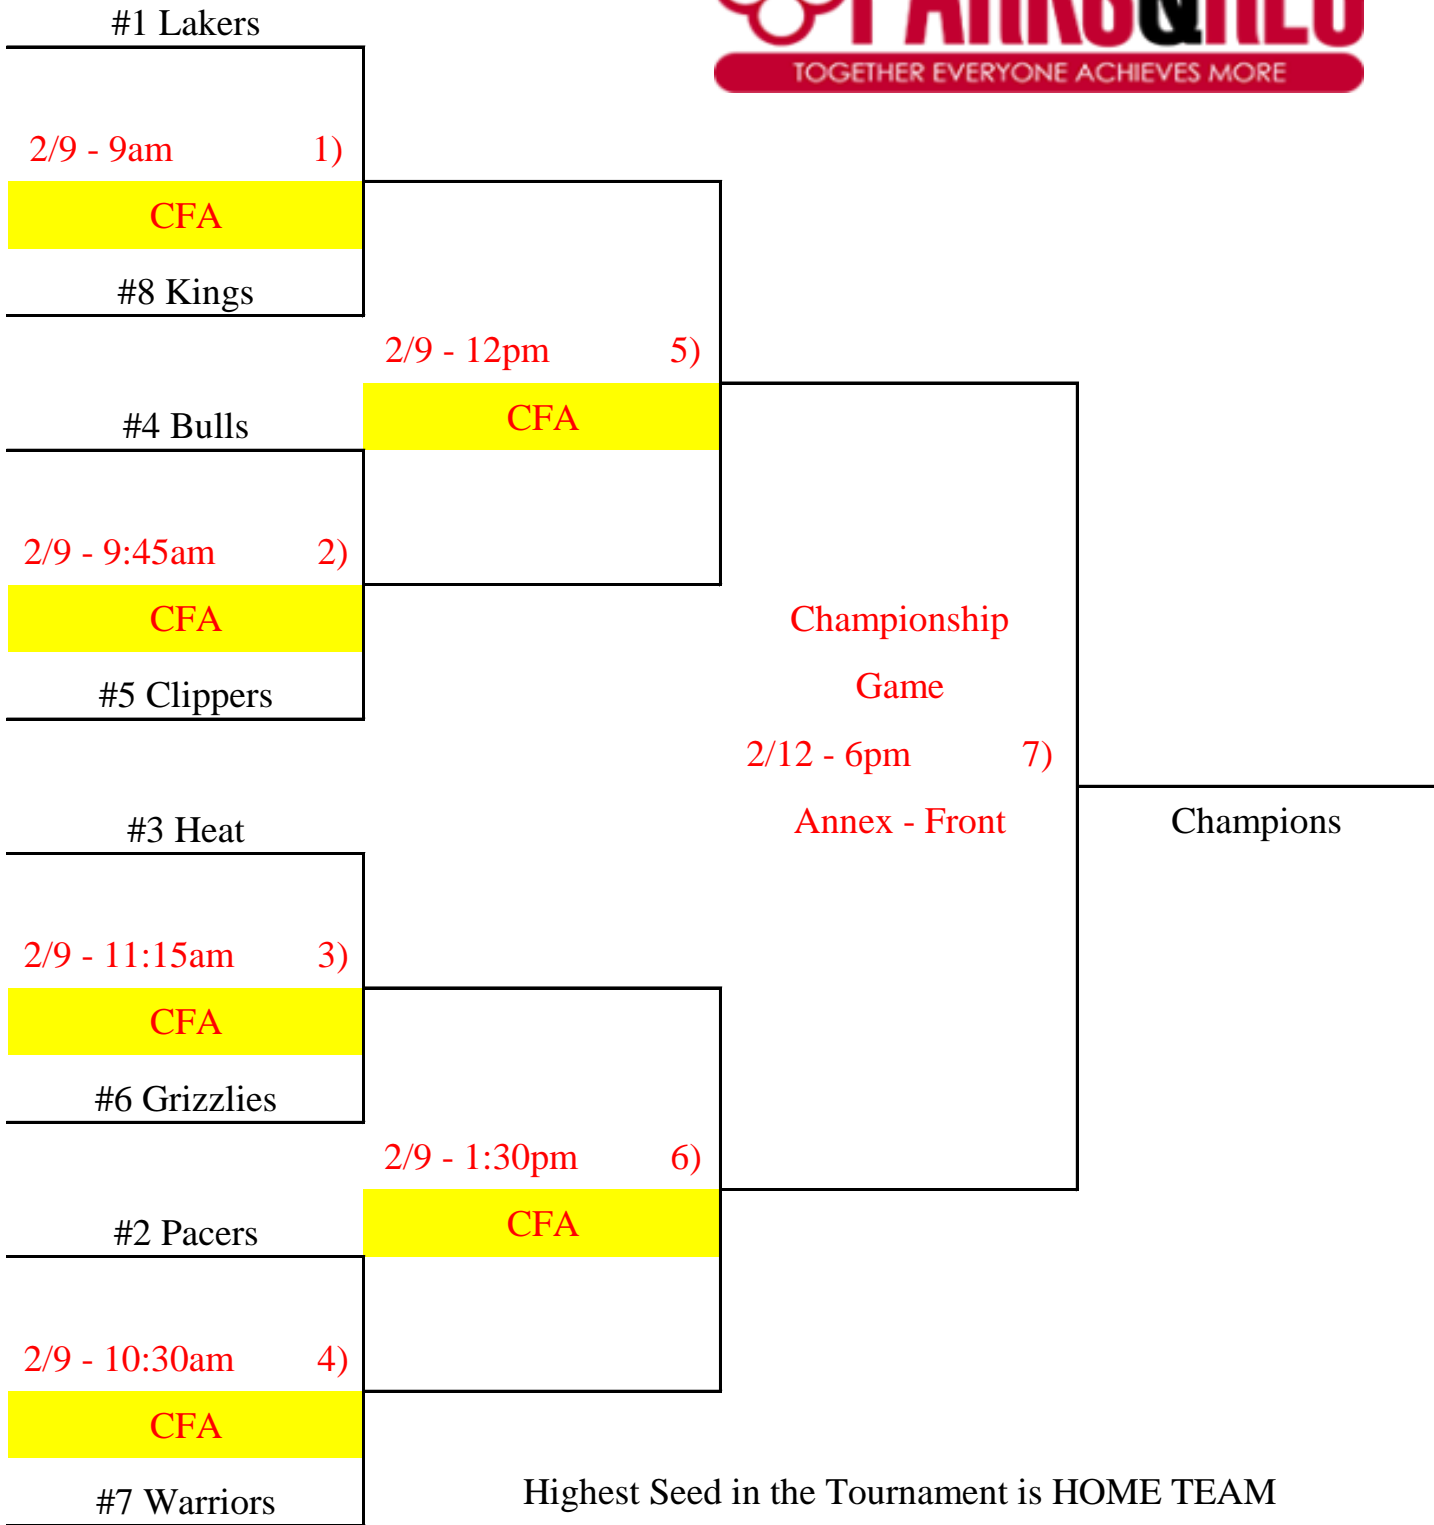 #1 Lakers
PARKS&REC
TOGETHER EVERYONE ACHIEVES MORE
2/9 - 9am 1)
CFA
#8 Kings
2/9 - 12pm 5)
CFA
#4 Bulls
2/9 - 9:45am 2)
CFA
#5 Clippers
Championship
Game
2/12 - 6pm 7)
Annex - Front
Champions
#3 Heat
2/9 - 11:15am 3)
CFA
#6 Grizzlies
2/9 - 1:30pm 6)
CFA
#2 Pacers
2/9 - 10:30am 4)
CFA
#7 Warriors
Highest Seed in the Tournament is HOME TEAM